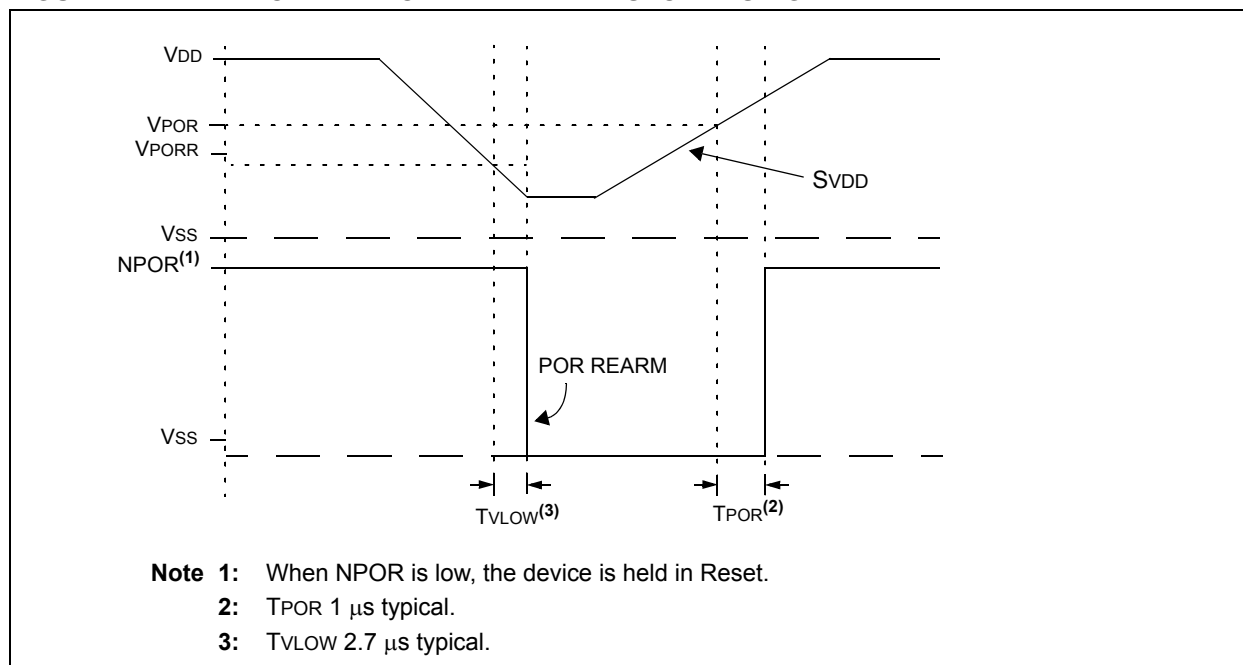 VDD
VPOR
VPORR
SVDD
VSS
NPOR(1)
POR REARM
VSS
TVLOW(3)
TPOR(2)
Note 1: When NPOR is low, the device is held in Reset.
2: TPOR 1 μs typical.
3: TVLOW 2.7 μs typical.